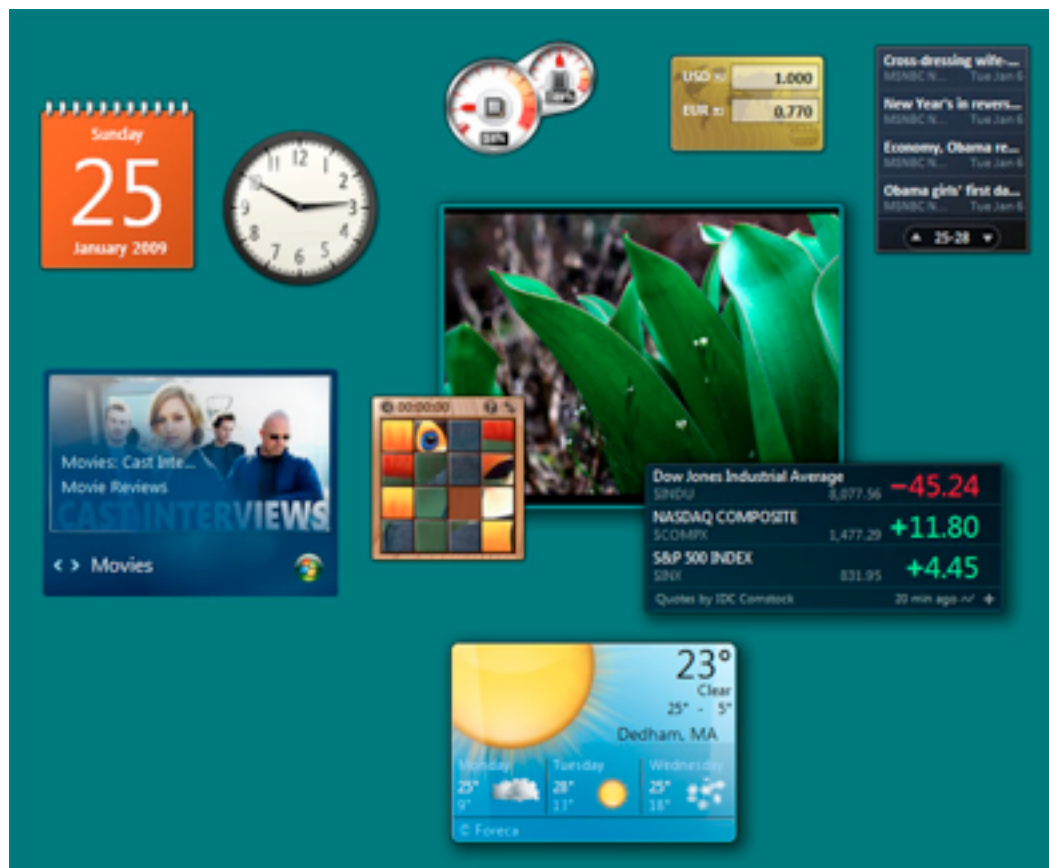 Sunday
25
January 2009
12
1
2
3
4
5
6
7
8
9
10
11
USD
1.000
EUR
0.770
Cross-dressing wife-...
MSNBC N... Tue Jan 6
New Year's in revers...
MSNBC N... Tue Jan 6
Economy, Obama re...
MSNBC N... Tue Jan 6
Obama girls' first da...
MSNBC N... Tue Jan 6
25-28
Movies: Cast Inte...
Movie Reviews
CAST INTERVIEWS
Movies
00:00:00
Dow Jones Industrial Average
$INDU 8,077.56 -45.24
NASDAQ COMPOSITE
$COMPX 1,477.29 +11.80
S&P 500 INDEX
$INX 831.95 +4.45
Quotes by IDC Comstock 20 min ago
23°
Clear
25° - 5°
Dedham, MA
Monday Tuesday Wednesday
25° 28° 25°
9° 13° 18°
© Foreca